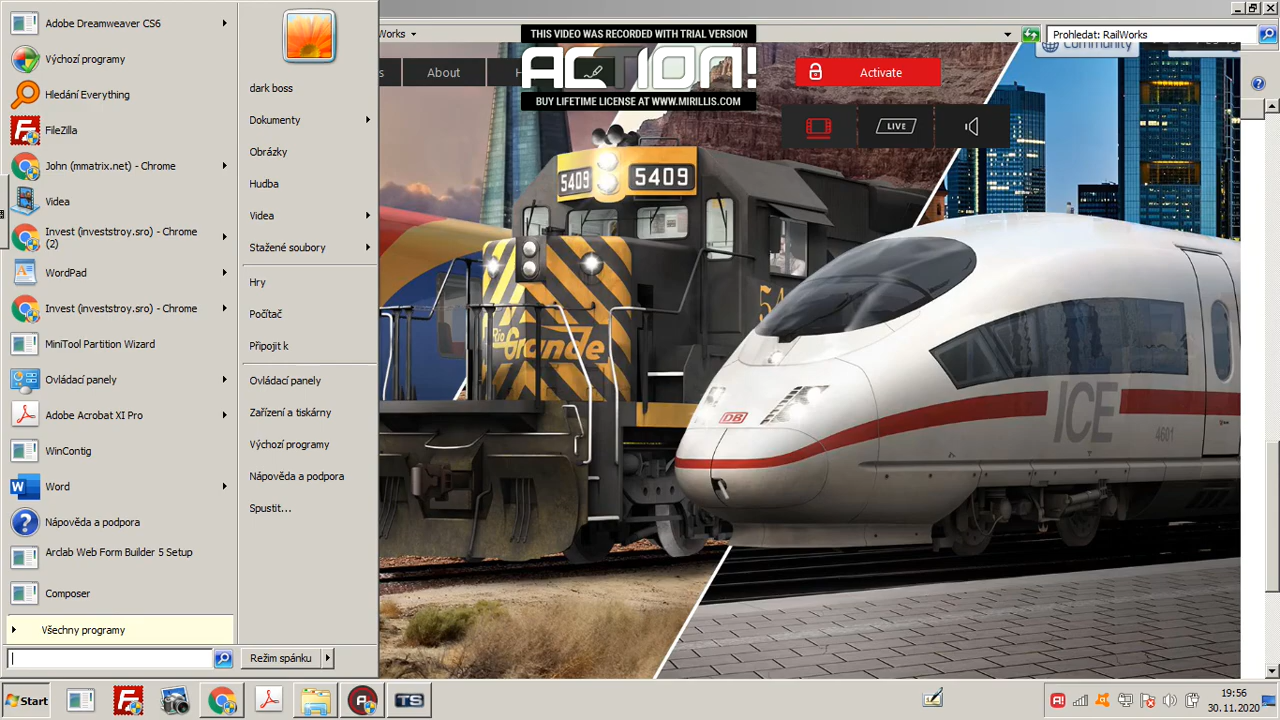 Adobe Dreamweaver CS6
Výchozí programy
Hledání Everything
FileZilla
John (mmatrix.net) - Chrome
Videa
Invest (investstroy.sro) - Chrome
(2)
WordPad
Invest (investstroy.sro) - Chrome
MiniTool Partition Wizard
Ovládací panely
Adobe Acrobat XI Pro
WinContig
Word
Nápověda a podpora
Arclab Web Form Builder 5 Setup
Composer
Všechny programy
dark boss
Dokumenty
Obrázky
Hudba
Videa
Stažené soubory
Hry
Počítač
Připojit k
Ovládací panely
Zařízení a tiskárny
Výchozí programy
Nápověda a podpora
Spustit...
Režim spánku
Works
Prohledat: RailWorks
THIS VIDEO WAS RECORDED WITH TRIAL VERSION
ACTION!
BUY LIFETIME LICENSE AT WWW.MIRILLIS.COM
About
Activate
Community
LIVE
5409
5409
Rio
Grande
DB
ICE
Start
TS
19:56
30.11.2020